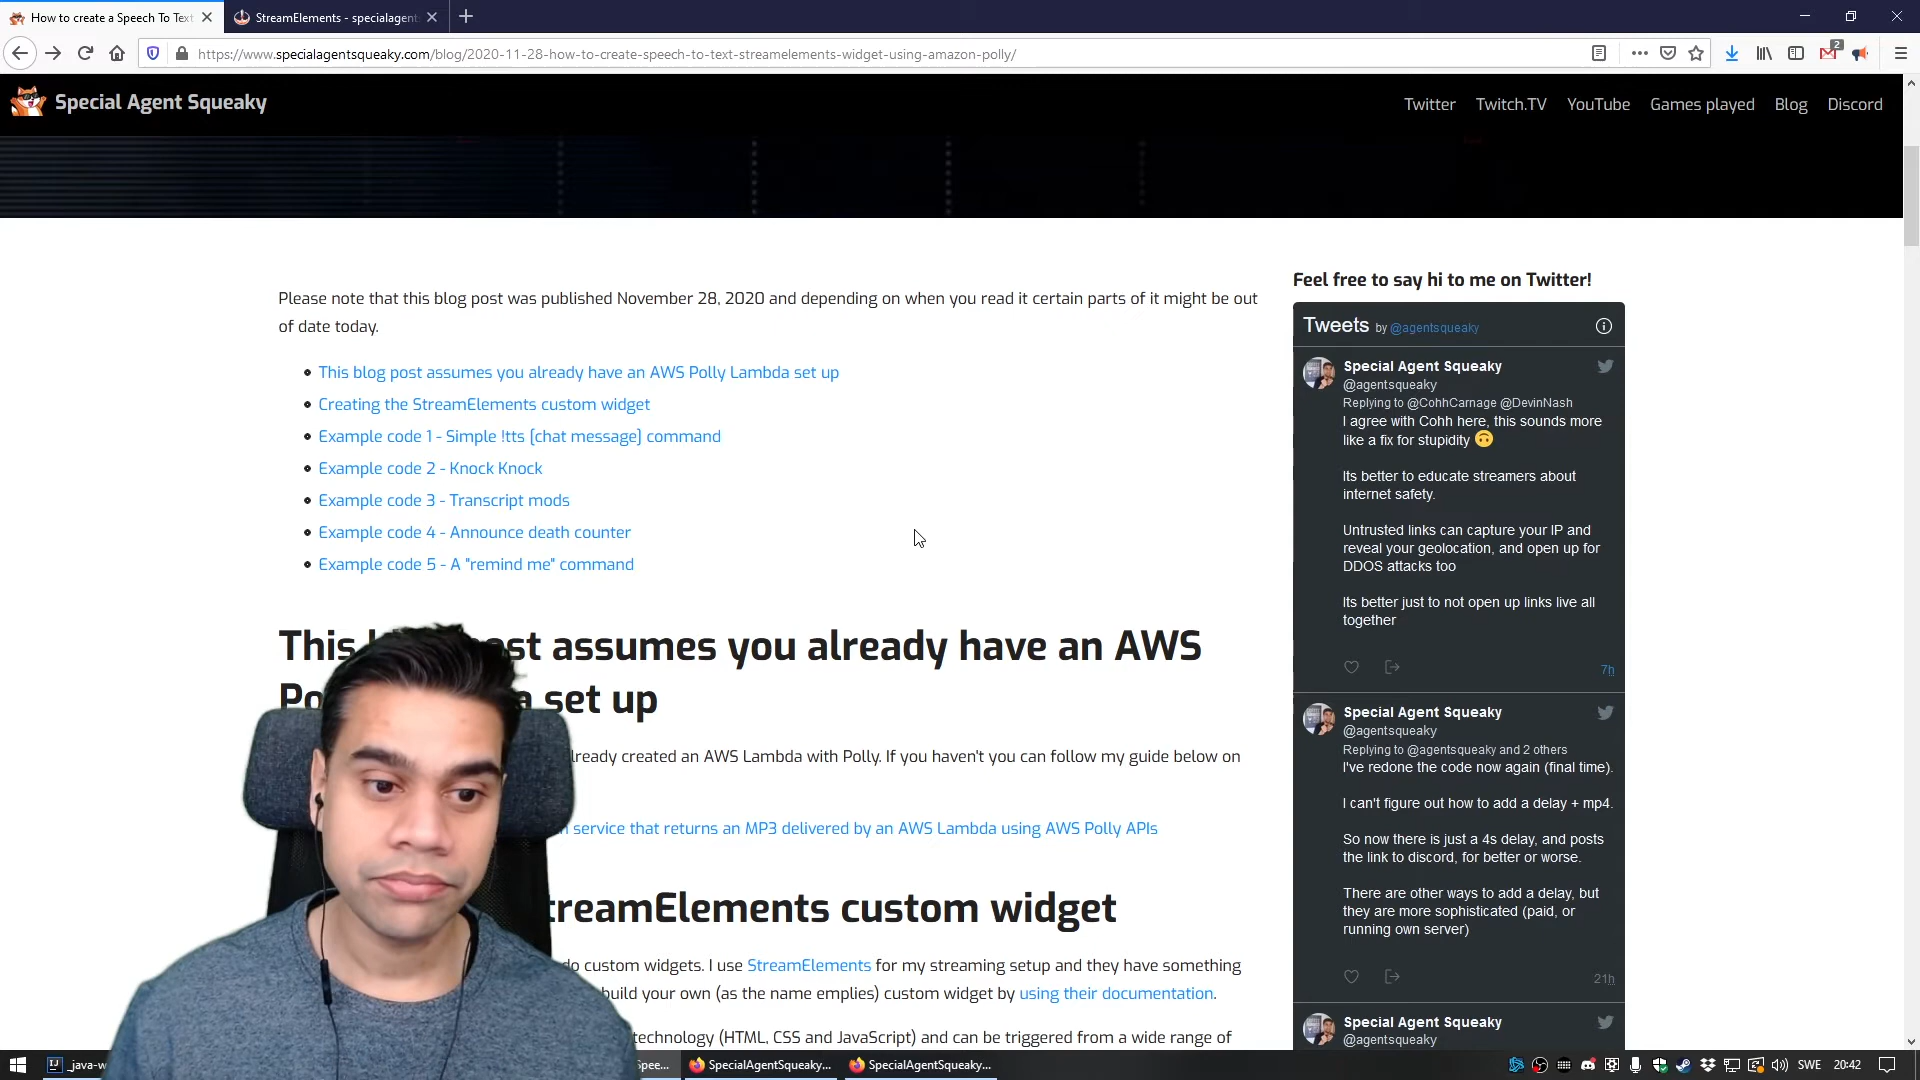 How to create a Speech To Text
StreamElements - specialagent
https://www.specialagentsqueaky.com/blog/2020-11-28-how-to-create-speech-to-text-streamelements-widget-using-amazon-polly/
2
Special Agent Squeaky
Twitter Twitch.TV YouTube Games played Blog Discord
Please note that this blog post was published November 28, 2020 and depending on when you read it certain parts of it might be out
of date today.
This blog post assumes you already have an AWS Polly Lambda set up
Creating the StreamElements custom widget
Example code 1 - Simple !tts [chat message] command
Example code 2 - Knock Knock
Example code 3 - Transcript mods
Example code 4 - Announce death counter
Example code 5 - A "remind me" command
This b st assumes you already have an AWS
Po a set up
lready created an AWS Lambda with Polly. If you haven't you can follow my guide below on
service that returns an MP3 delivered by an AWS Lambda using AWS Polly APIs
treamElements custom widget
do custom widgets. I use StreamElements for my streaming setup and they have something
build your own (as the name emplies) custom widget by using their documentation.
technology (HTML, CSS and JavaScript) and can be triggered from a wide range of
Feel free to say hi to me on Twitter!
Tweets by @agentsqueaky
Special Agent Squeaky
@agentsqueaky
Replying to @CohhCarnage @DevinNash
I agree with Cohh here, this sounds more
like a fix for stupidity 🙃
Its better to educate streamers about
internet safety.
Untrusted links can capture your IP and
reveal your geolocation, and open up for
DDOS attacks too
Its better just to not open up links live all
together
7h
Special Agent Squeaky
@agentsqueaky
Replying to @agentsqueaky and 2 others
I've redone the code now again (final time).
I can't figure out how to add a delay + mp4.
So now there is just a 4s delay, and posts
the link to discord, for better or worse.
There are other ways to add a delay, but
they are more sophisticated (paid, or
running own server)
21h
Special Agent Squeaky
@agentsqueaky
_java-w
Spee...
SpecialAgentSqueaky...
SpecialAgentSqueaky...
SWE 20:42